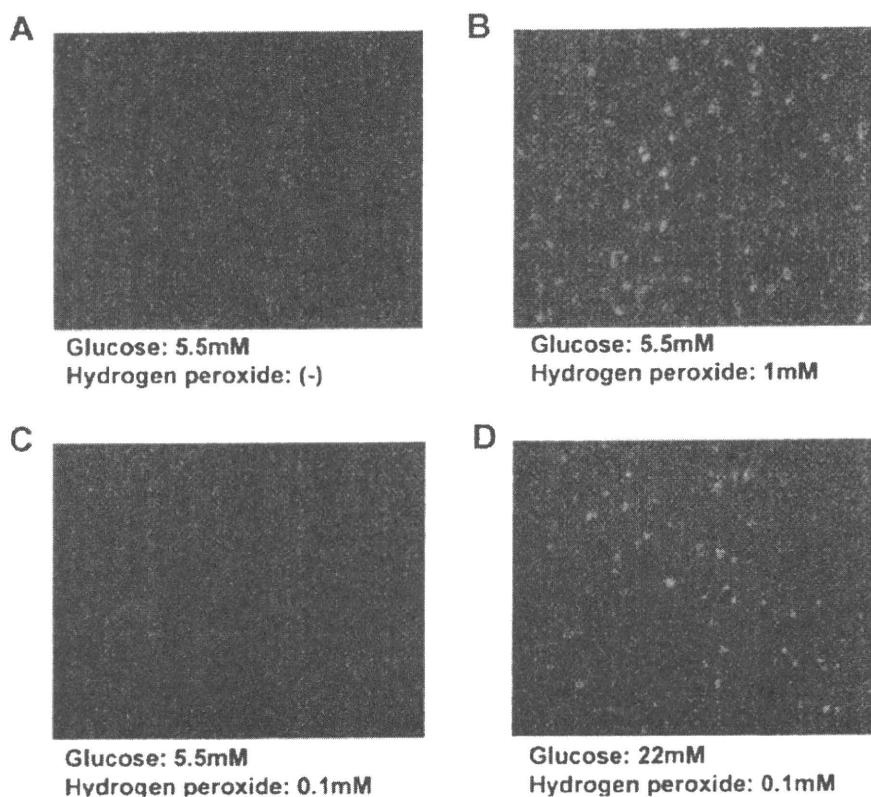 A
B
Glucose: 5.5mM
Hydrogen peroxide: (-)
Glucose: 5.5mM
Hydrogen peroxide: 1mM
C
D
Glucose: 5.5mM
Hydrogen peroxide: 0.1mM
Glucose: 22mM
Hydrogen peroxide: 0.1mM